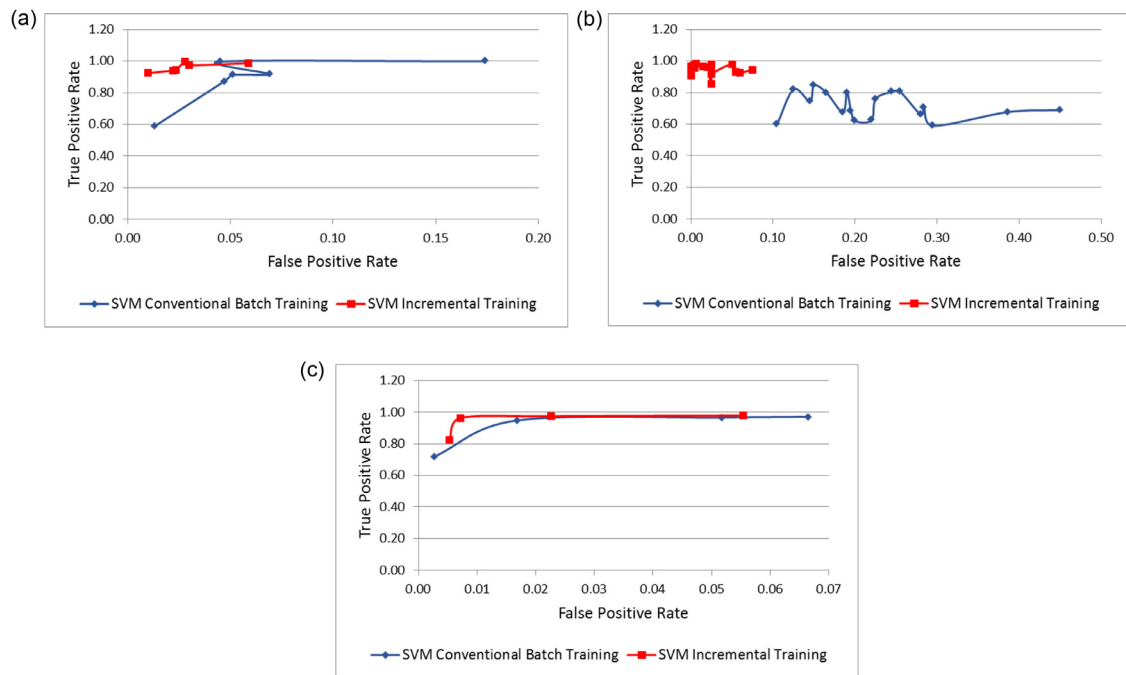 (a)
1.20
1.00
0.80
0.60
0.40
0.20
0.00
True Positive Rate
0.00 0.05 0.10 0.15 0.20
False Positive Rate
SVM Conventional Batch Training SVM Incremental Training
(b)
1.20
1.00
0.80
0.60
0.40
0.20
0.00
True Positive Rate
0.00 0.10 0.20 0.30 0.40 0.50
False Positive Rate
SVM Conventional Batch Training SVM Incremental Training
(c)
1.20
1.00
0.80
0.60
0.40
0.20
0.00
True Positive Rate
0.00 0.01 0.02 0.03 0.04 0.05 0.06 0.07
False Positive Rate
SVM Conventional Batch Training SVM Incremental Training